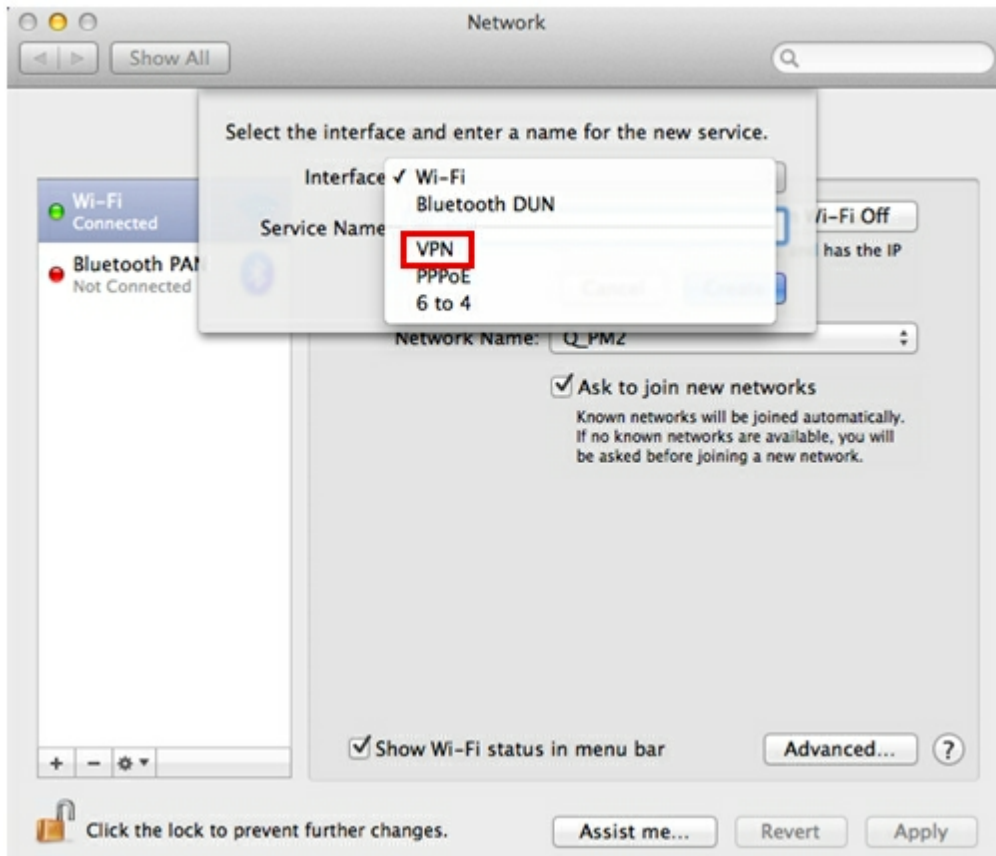 Network
Show All
Select the interface and enter a name for the new service.
Interface ✓ Wi-Fi
Bluetooth DUN
Service Name
VPN
PPPoE
6 to 4
Cancel
Create
Wi-Fi
Connected
Bluetooth PAN
Not Connected
Wi-Fi Off
has the IP
Network Name: Q_PM2
Ask to join new networks
Known networks will be joined automatically.
If no known networks are available, you will
be asked before joining a new network.
Show Wi-Fi status in menu bar
Advanced... ?
+ −
Click the lock to prevent further changes.
Assist me... Revert Apply